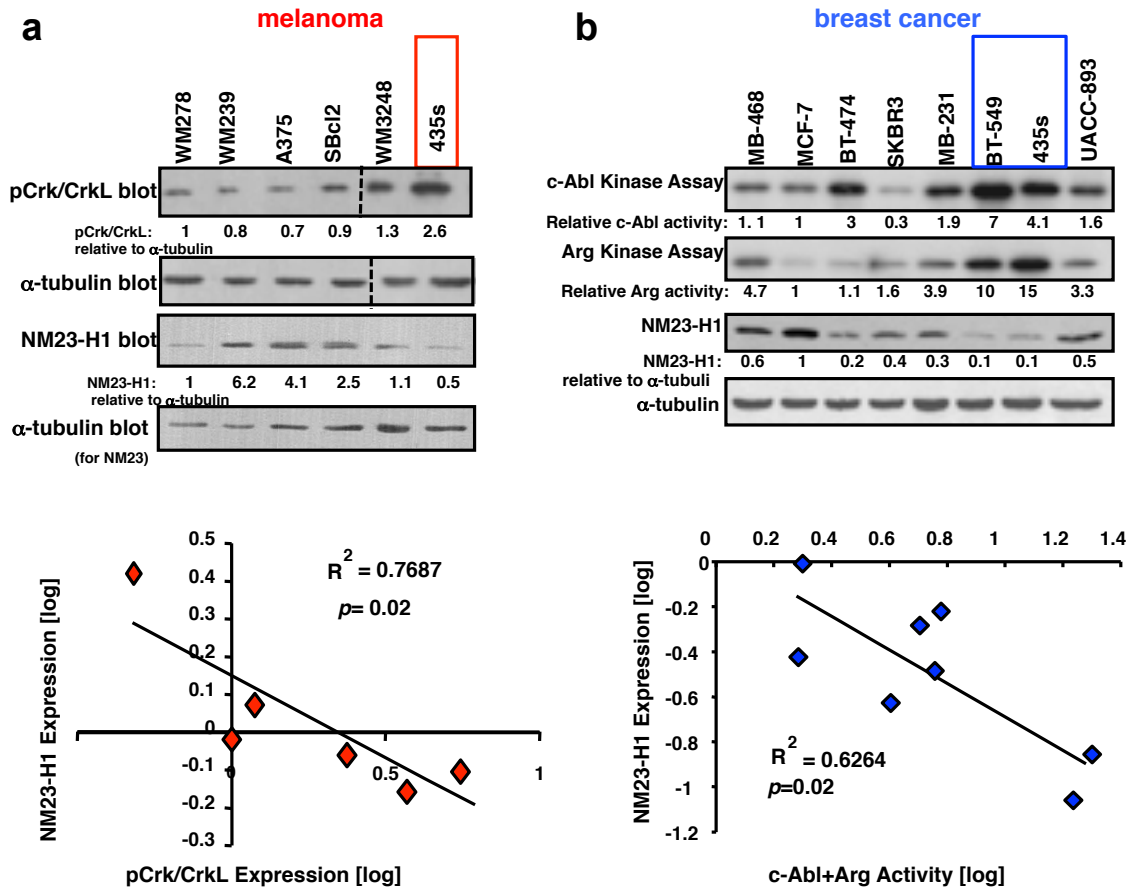 a
melanoma
WM278
WM239
A375
SBcl2
WM3248
435s
pCrk/CrkL blot
pCrk/CrkL: 1 0.8 0.7 0.9 1.3 2.6
relative to α-tubulin
α-tubulin blot
NM23-H1 blot
NM23-H1: 1 6.2 4.1 2.5 1.1 0.5
relative to α-tubulin
α-tubulin blot
(for NM23)
0.5
0.4
0.3
0.2
0.1
0
-0.1
-0.2
-0.3
0 0.5 1
R2 = 0.7687
p= 0.02
NM23-H1 Expression [log]
pCrk/CrkL Expression [log]
b
breast cancer
MB-468
MCF-7
BT-474
SKBR3
MB-231
BT-549
435s
UACC-893
c-Abl Kinase Assay
Relative c-Abl activity: 1. 1 1 3 0.3 1.9 7 4.1 1.6
Arg Kinase Assay
Relative Arg activity: 4.7 1 1.1 1.6 3.9 10 15 3.3
NM23-H1
NM23-H1: 0.6 1 0.2 0.4 0.3 0.1 0.1 0.5
relative to α-tubuli
α-tubulin
0 0.2 0.4 0.6 0.8 1 1.2 1.4
0
-0.2
-0.4
-0.6
-0.8
-1
-1.2
R2 = 0.6264
p=0.02
NM23-H1 Expression [log]
c-Abl+Arg Activity [log]